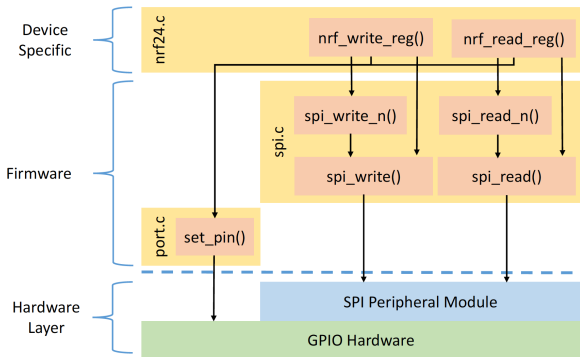 Device
Specific
nrf24.c
nrf_write_reg()
nrf_read_reg()
Firmware
spi.c
spi_write_n()
spi_read_n()
spi_write()
spi_read()
port.c
set_pin()
Hardware
Layer
SPI Peripheral Module
GPIO Hardware